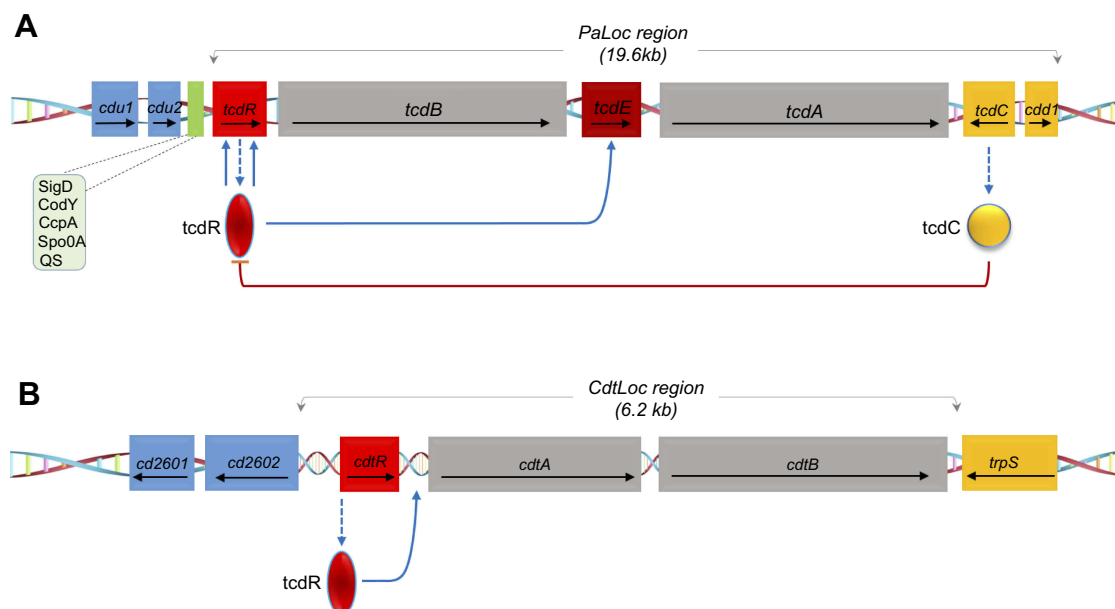 A
PaLoc region
(19.6kb)
cdu1 cdu2 tcdR tcdB tcdE tcdA tcdC cdd1
SigD
CodY
CcpA
Spo0A
QS
tcdR
tcdC
B
CdtLoc region
(6.2 kb)
cd2601 cd2602 cdtR cdtA cdtB trpS
tcdR